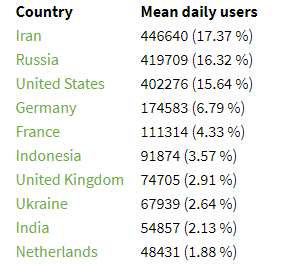 Country Mean daily users
Iran 446640 (17.37 %)
Russia 419709 (16.32 %)
United States 402276 (15.64 %)
Germany 174583 (6.79 %)
France 111314 (4.33 %)
Indonesia 91874 (3.57 %)
United Kingdom 74705 (2.91 %)
Ukraine 67939 (2.64 %)
India 54857 (2.13 %)
Netherlands 48431 (1.88 %)